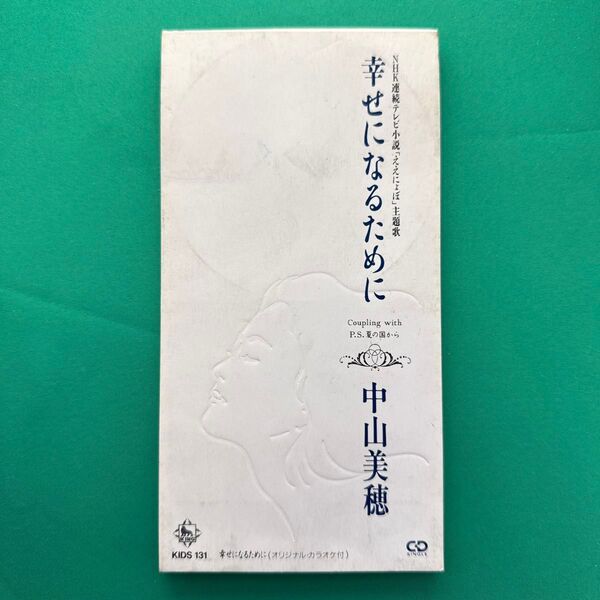 NHK連続テレビ小説「ええにょぼ」主題歌
幸せになるために
Coupling with
P.S.夏の国から
中山美穂
KIDS 131
幸せになるために(オリジナル・カラオケ付)
CD
SINGLE